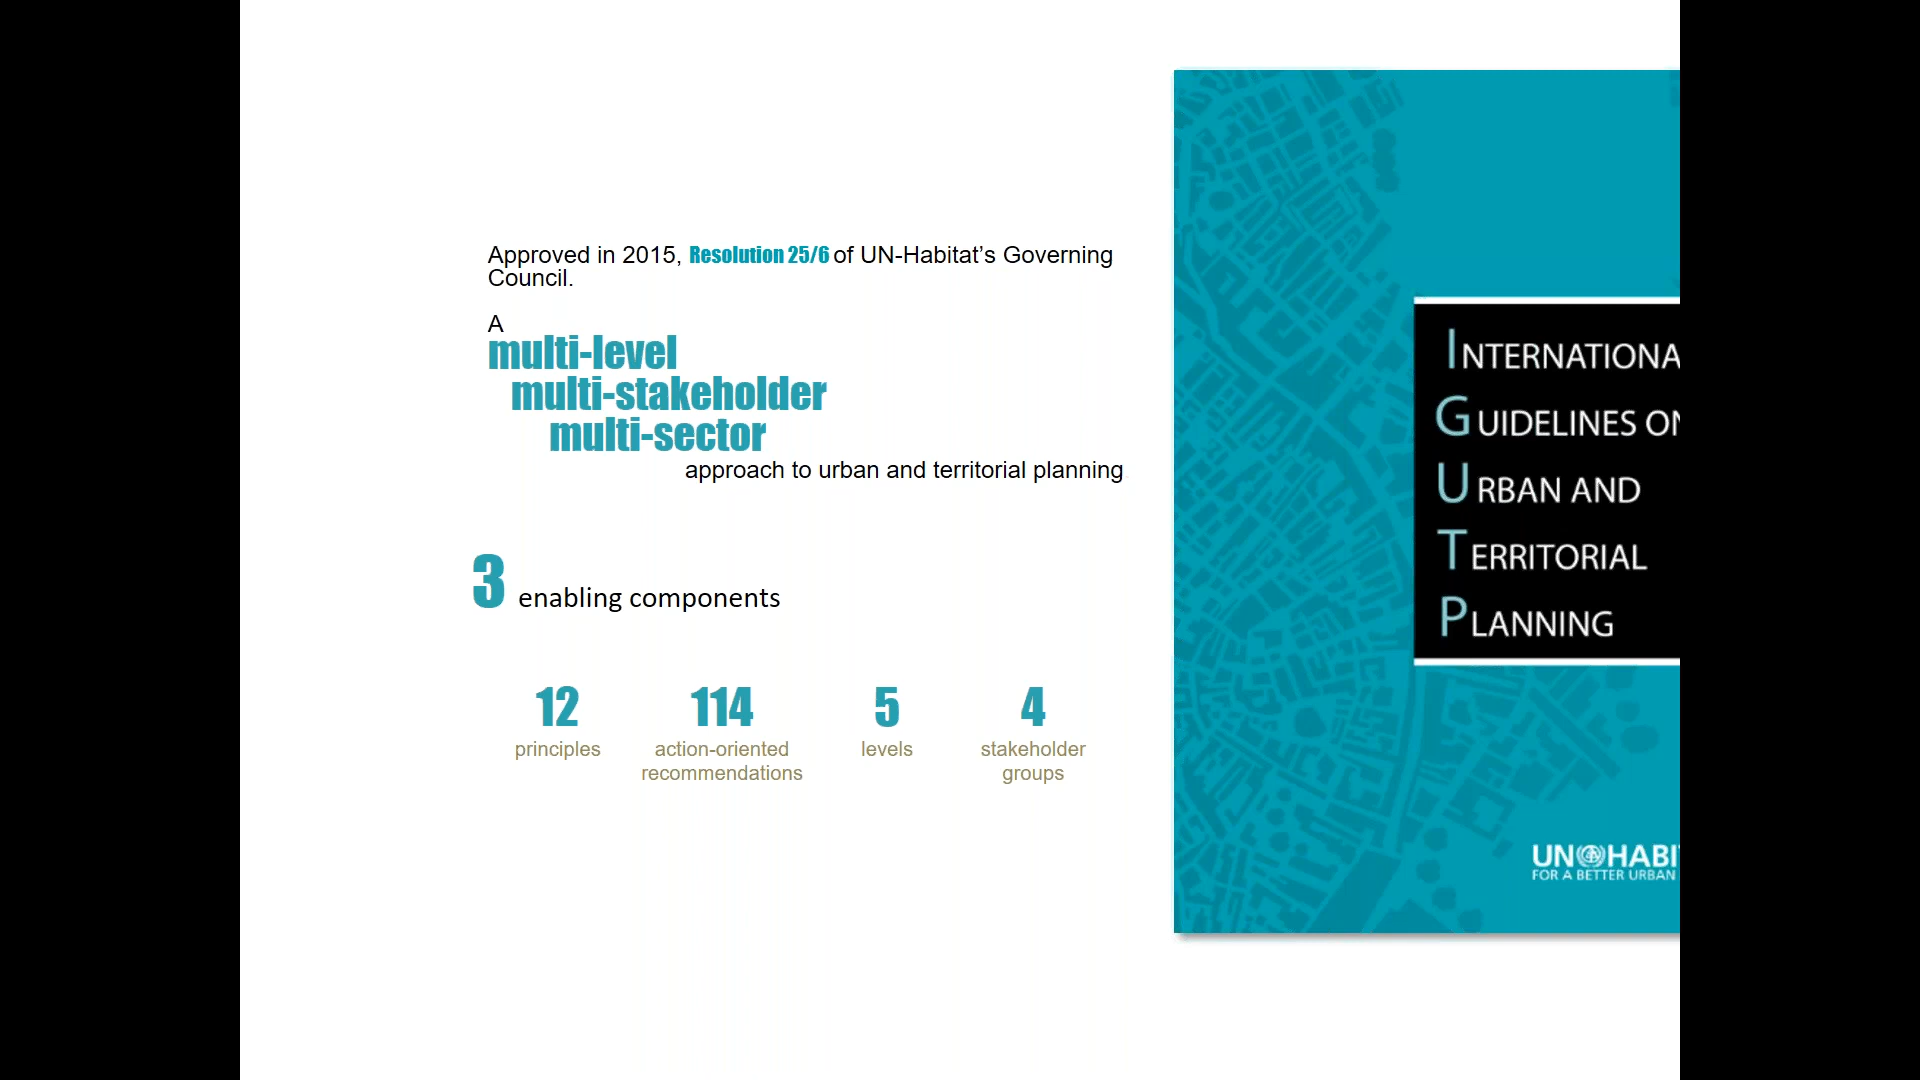 Approved in 2015, Resolution 25/6 of UN-Habitat’s Governing
Council.
A
multi-level
multi-stakeholder
multi-sector
approach to urban and territorial planning
3 enabling components
12
principles
114
action-oriented
recommendations
5
levels
4
stakeholder
groups
INTERNATIONA
GUIDELINES ON
URBAN AND
TERRITORIAL
PLANNING
UN HABI
FOR A BETTER URBAN